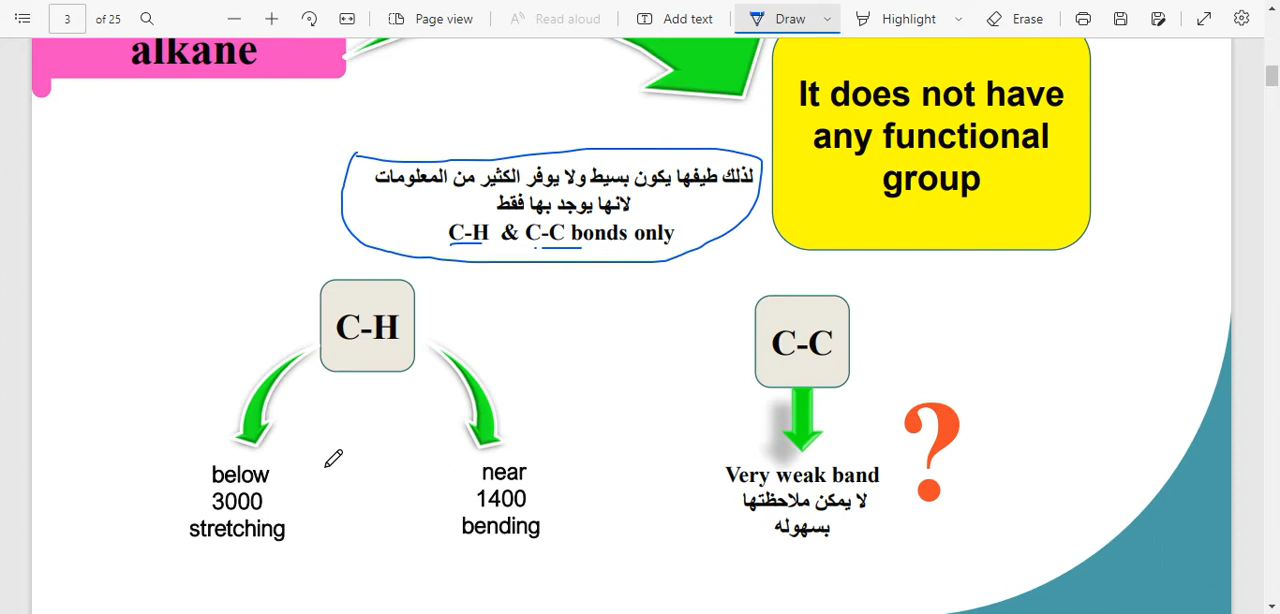 3 of 25
Page view
Read aloud
Add text
Draw
Highlight
Erase
alkane
It does not have
any functional
group
لذلك طيفها يكون بسيط ولا يوفر الكثير من المعلومات
لانها يوجد بها فقط
C-H & C-C bonds only
C-H
C-C
below
3000
stretching
near
1400
bending
Very weak band
لا يمكن ملاحظتها
بسهوله
?